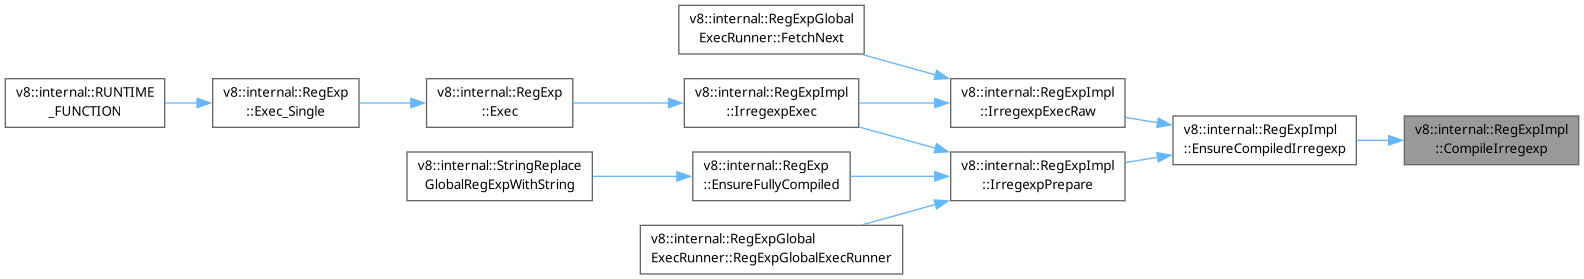 v8::internal::RegExpGlobal
ExecRunner::FetchNext
v8::internal::RUNTIME
_FUNCTION
v8::internal::RegExp
::Exec_Single
v8::internal::RegExp
::Exec
v8::internal::RegExpImpl
::IrregexpExec
v8::internal::RegExpImpl
::IrregexpExecRaw
v8::internal::RegExpImpl
::EnsureCompiledIrregexp
v8::internal::RegExpImpl
::CompileIrregexp
v8::internal::StringReplace
GlobalRegExpWithString
v8::internal::RegExp
::EnsureFullyCompiled
v8::internal::RegExpImpl
::IrregexpPrepare
v8::internal::RegExpGlobal
ExecRunner::RegExpGlobalExecRunner